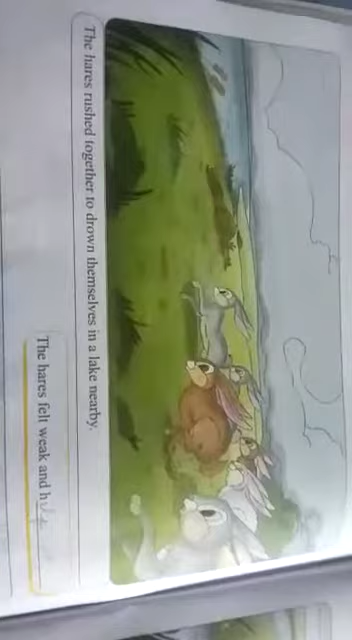 The hares rushed together to drown themselves in a lake nearby.
The hares felt weak and h